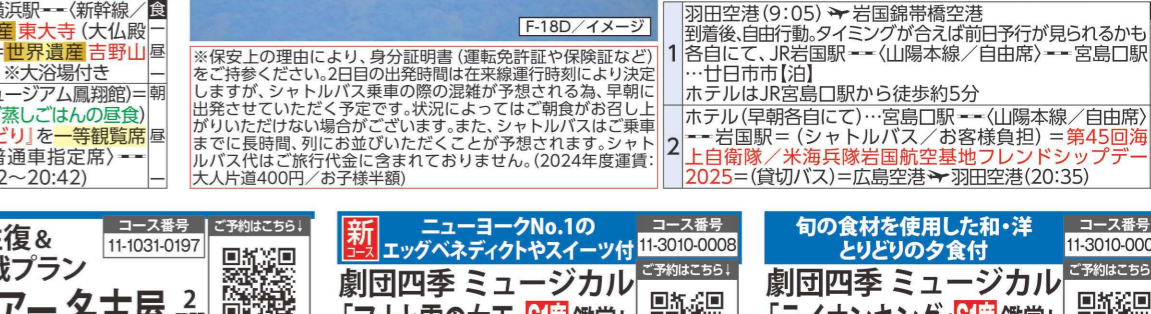 浜駅--〈新幹線／
食
産 東大寺 (大仏殿
=世界遺産 吉野山
※大浴場付き
ュージアム鳳翔館)=
朝
蒸しごはんの昼食)
どり』を一等観覧席
昼
普通車指定席〉--
2〜20:42)
F-18D／イメージ
※保安上の理由により、身分証明書 (運転免許証や保険証など)
をご持参ください。2日目の出発時間は在来線運行時刻により決定
しますが、シャトルバス乗車の際の混雑が予想される為、早朝に
出発させていただく予定です。状況によってはご朝食がお召し上
がりいただけない場合がございます。また、シャトルバスはご乗車
までに長時間、列にお並びいただくことが予想されます。シャト
ルバス代はご旅行代金に含まれておりません。(2024年度運賃:
大人片道400円／お子様半額)
1
羽田空港(9:05)✈岩国錦帯橋空港
到着後、自由行動。タイミングが合えば前日予行が見られるかも
各自にて、JR岩国駅--〈山陽本線／自由席〉--宮島口駅
…廿日市市【泊】
ホテルはJR宮島口駅から徒歩約5分
2
ホテル(早朝各自にて)…宮島口駅--〈山陽本線／自由席〉
--岩国駅=(シャトルバス／お客様負担)=第45回海
上自衛隊／米海兵隊岩国航空基地フレンドシップデー
2025=(貸切バス)=広島空港✈羽田空港(20:35)
復&
コース番号
11-1031-0197
ご予約はこちら↓
プラン
アー名古屋 2
新コース
ニューヨークNo.1の
エッグベネディクトやスイーツ付
コース番号
11-3010-0008
ご予約はこちら↓
劇団四季 ミュージカル
旬の食材を使用した和・洋
とりどりの夕食付
コース番号
11-3010-000
ご予約はこちら
劇団四季 ミュージカル